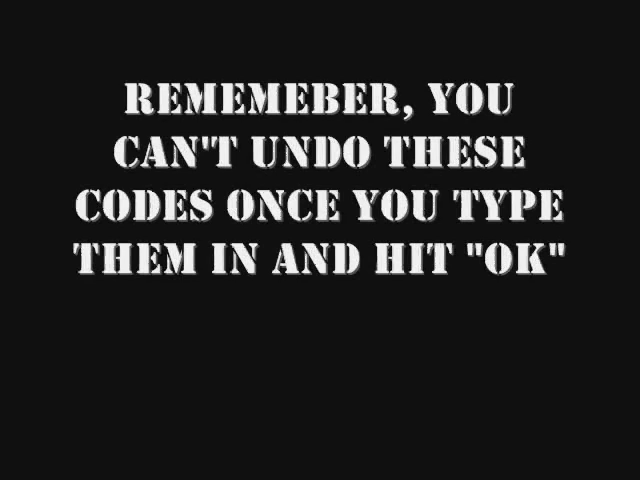 REMEMEBER, YOU
CAN'T UNDO THESE
CODES ONCE YOU TYPE
THEM IN AND HIT "OK"